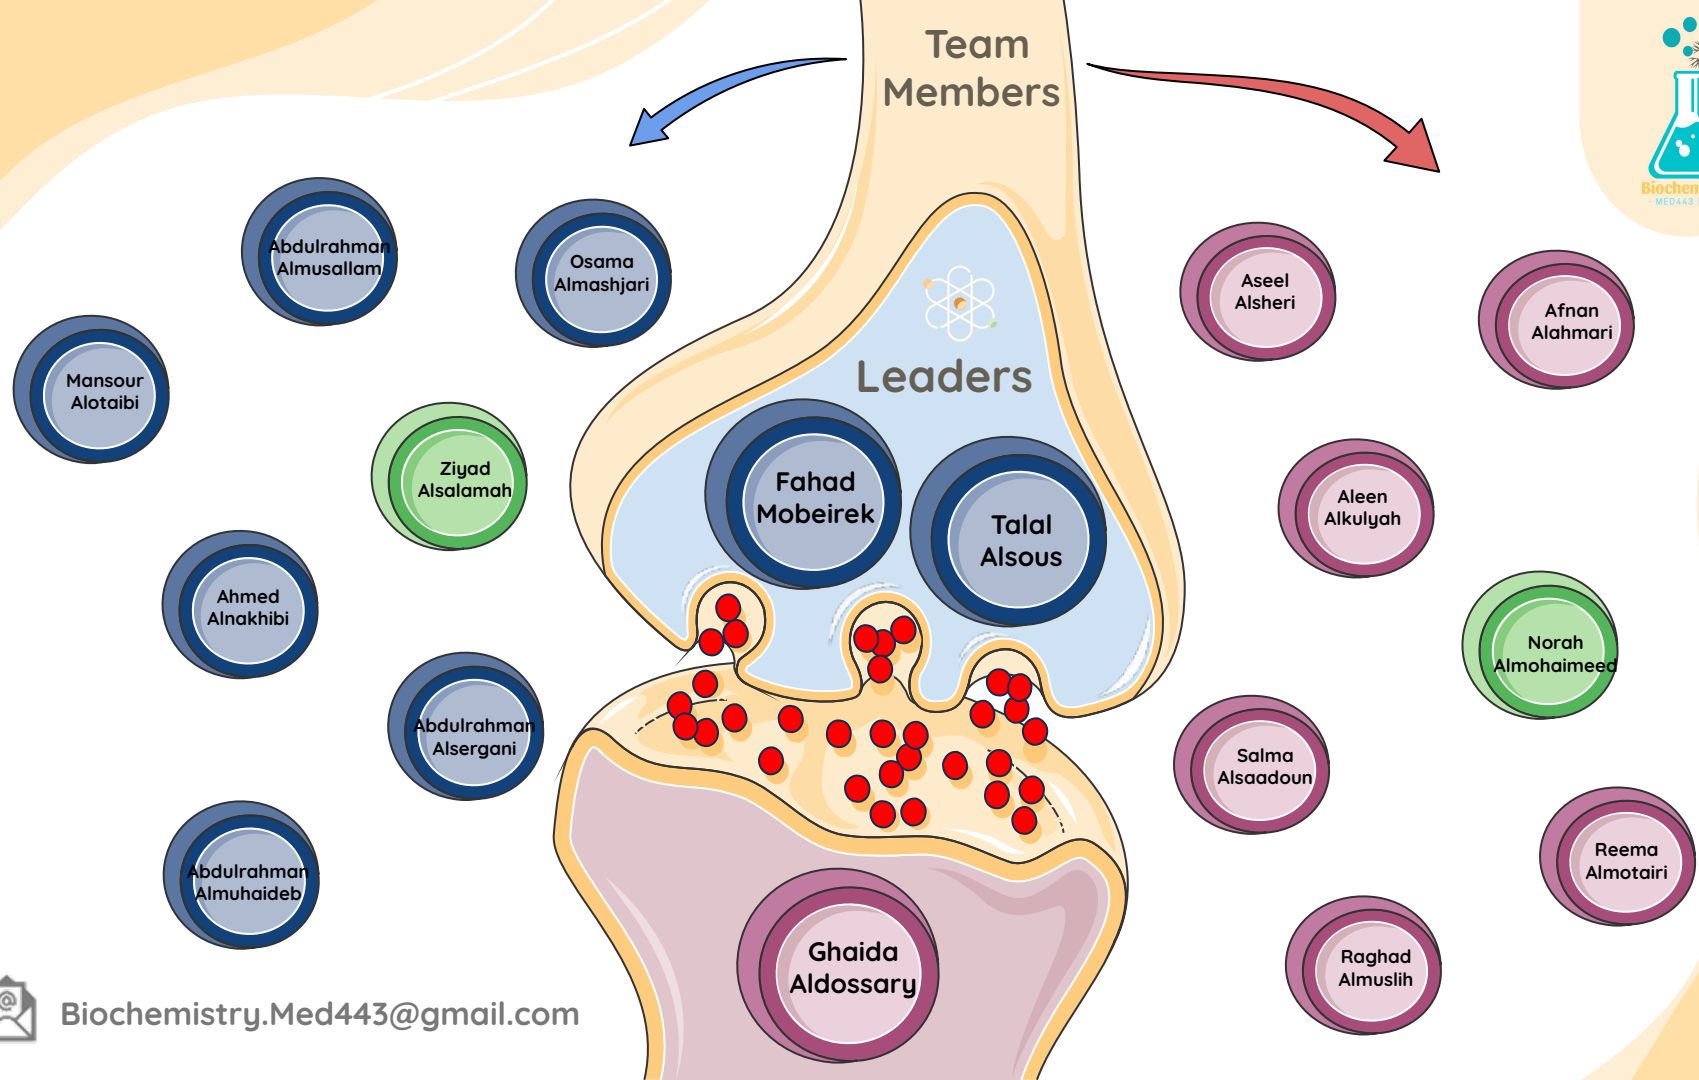 Team
Members
Abdulrahman
Almusallam
Osama
Almashjari
Mansour
Alotaibi
Ziyad
Alsalamah
Ahmed
Alnakhibi
Abdulrahman
Alsergani
Abdulrahman
Almuhaideb
Leaders
Fahad
Mobeirek
Talal
Alsous
Ghaida
Aldossary
Aseel
Alsheri
Afnan
Alahmari
Aleen
Alkulyah
Norah
Almohaimeed
Salma
Alsaadoun
Reema
Almotairi
Raghad
Almuslih
MED443
Biochemistry.Med443@gmail.com